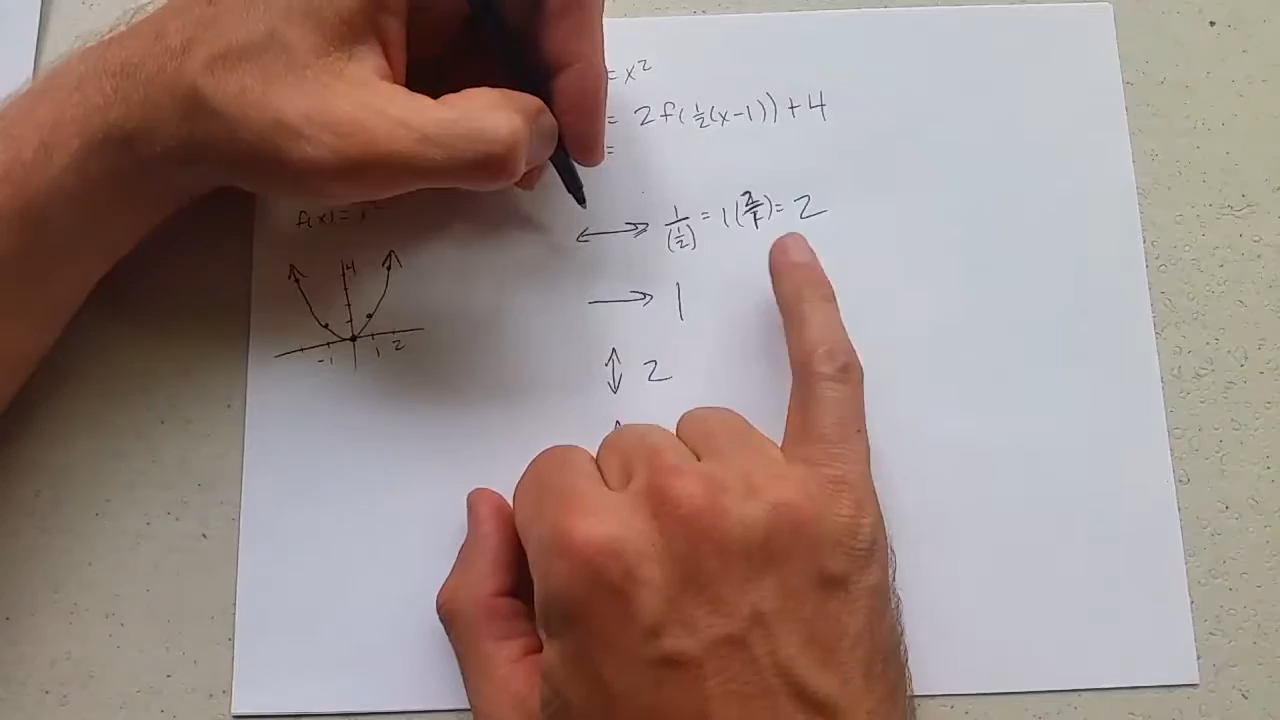 = x²
= 2f(½(x-1))+4
=
f(x) =
1/(½) = 1(2/1) = 2
1
2
4
-1 1 2